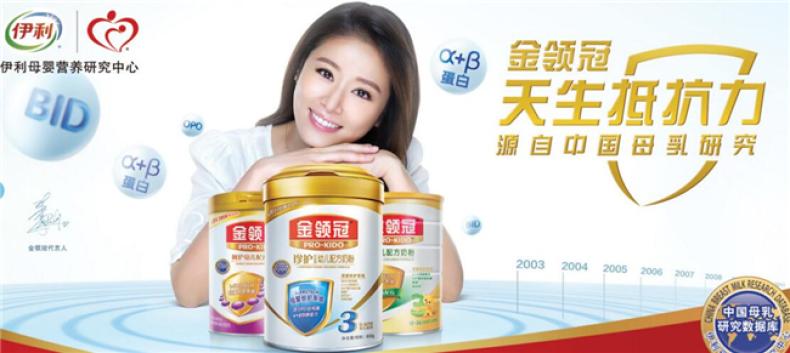 伊利
伊利母婴营养研究中心
BID
OPO
α+β
蛋白
α+β
蛋白
BID
金领冠
天生抵抗力
源自中国母乳研究
金领冠代言人
金领冠
PRO-KIDO
金领冠
PRO-KIDO
珍护 幼儿配方奶粉
3
金领冠
PRO-KIDO
幼儿配方奶粉
3
2003 2004 2005 2006 2007 2008
CHINA BREAST MILK RESEARCH DATABASE
中国母乳
研究数据库